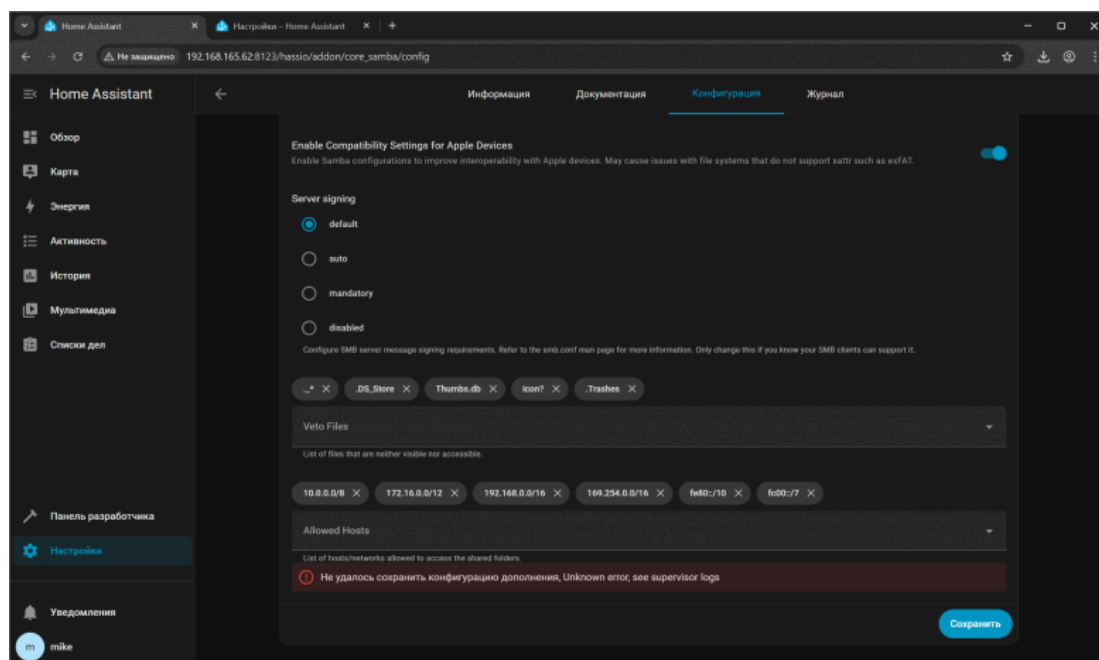 Home Assistant
Настройки – Home Assistant
Не защищено 192.168.165.62:8123/hassio/addon/core_samba/config
Home Assistant
Информация Документация Конфигурация Журнал
Обзор
Карта
Энергия
Активность
История
Мультимедиа
Списки дел
Панель разработчика
Настройки
Уведомления
m mike
Enable Compatibility Settings for Apple Devices
Enable Samba configurations to improve interoperability with Apple devices. May cause issues with file systems that do not support xattr such as exFAT.
Server signing
default
auto
mandatory
disabled
Configure SMB server message signing requirements. Refer to the smb.conf man page for more information. Only change this if you know your SMB clients can support it.
._* .DS_Store Thumbs.db icon? .Trashes
Veto Files
List of files that are neither visible nor accessible.
10.0.0.0/8 172.16.0.0/12 192.168.0.0/16 169.254.0.0/16 fe80::/10 fc00::/7
Allowed Hosts
List of hosts/networks allowed to access the shared folders.
Не удалось сохранить конфигурацию дополнения, Unknown error, see supervisor logs
Сохранить